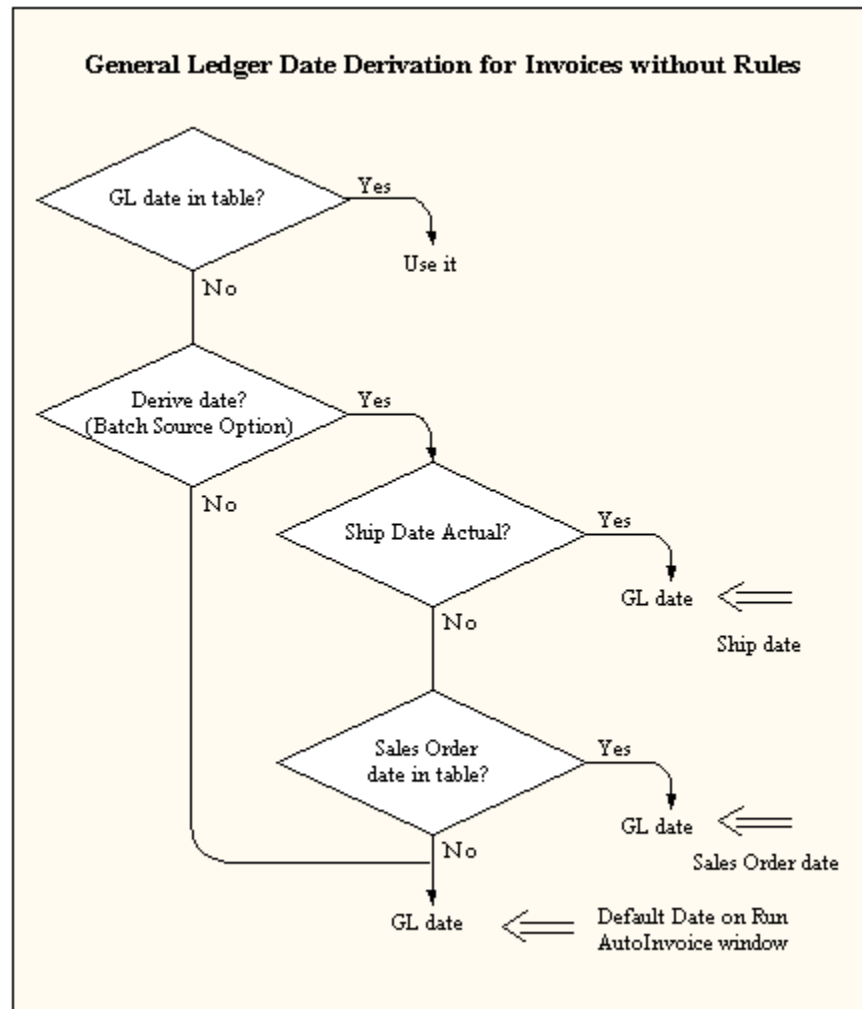 General Ledger Date Derivation for Invoices without Rules
GL date in table?
Yes
Use it
No
Derive date?
(Batch Source Option)
Yes
No
Ship Date Actual?
Yes
GL date
Ship date
No
Sales Order
date in table?
Yes
GL date
Sales Order date
No
GL date
Default Date on Run
AutoInvoice window